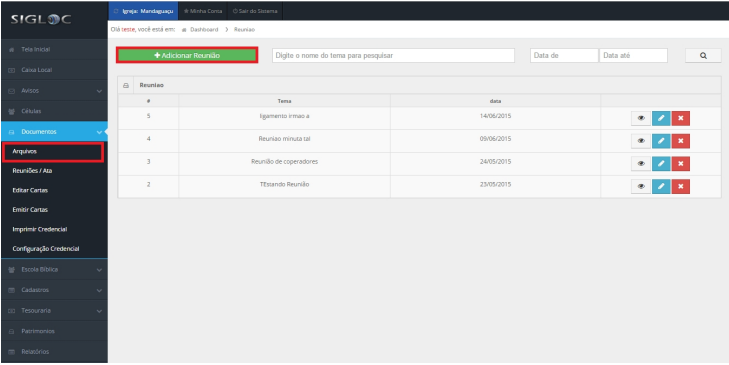 SIGLOC
Igreja: Mandaguaçu
Minha Conta
Sair do Sistema
Olá teste, você está em: Dashboard > Reuniao
Tela Inicial
Caixa Local
Avisos
Células
Documentos
Arquivos
Reuniões / Ata
Editar Cartas
Emitir Cartas
Imprimir Credencial
Configuração Credencial
Escola Bíblica
Cadastros
Tesouraria
Patrimonios
Relatórios
+ Adicionar Reunião
Digite o nome do tema para pesquisar
Data de
Data até
Reuniao
# Tema data
5 ligamento irmao a 14/06/2015
4 Reuniao minuta tal 09/06/2015
3 Reunião de coperadores 24/05/2015
2 TEstando Reunião 23/05/2015